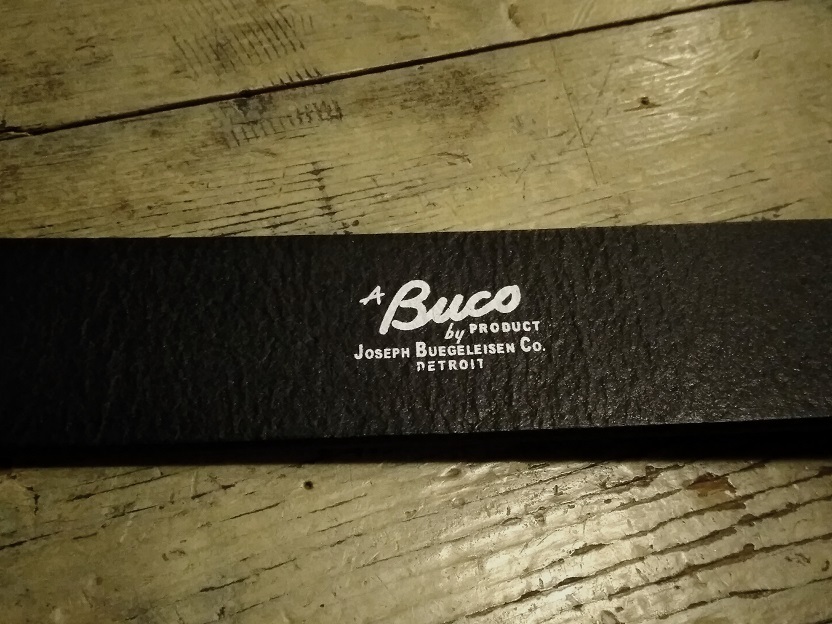 A Buco
by PRODUCT
JOSEPH BUEGELEISEN CO.
DETROIT